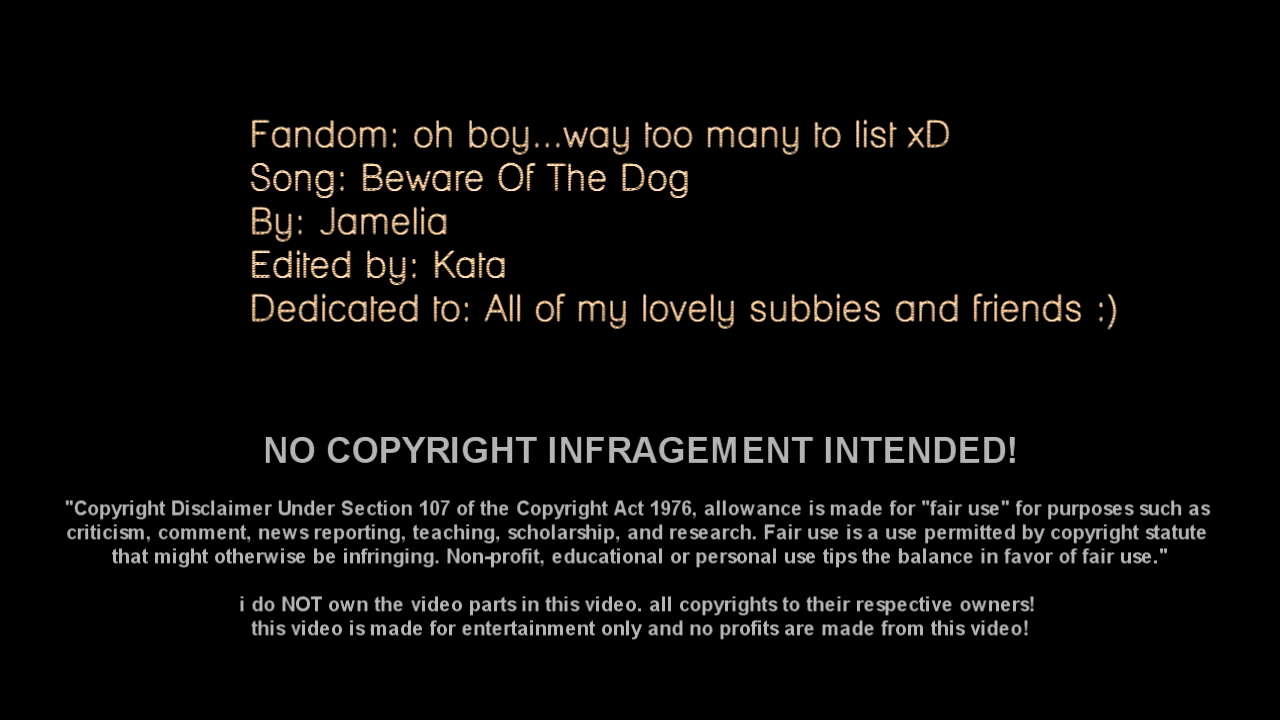 Fandom: oh boy...way too many to list xD
Song: Beware Of The Dog
By: Jamelia
Edited by: Kata
Dedicated to: All of my lovely subbies and friends :)
NO COPYRIGHT INFRAGEMENT INTENDED!
"Copyright Disclaimer Under Section 107 of the Copyright Act 1976, allowance is made for "fair use" for purposes such as
criticism, comment, news reporting, teaching, scholarship, and research. Fair use is a use permitted by copyright statute
that might otherwise be infringing. Non-profit, educational or personal use tips the balance in favor of fair use."
i do NOT own the video parts in this video. all copyrights to their respective owners!
this video is made for entertainment only and no profits are made from this video!